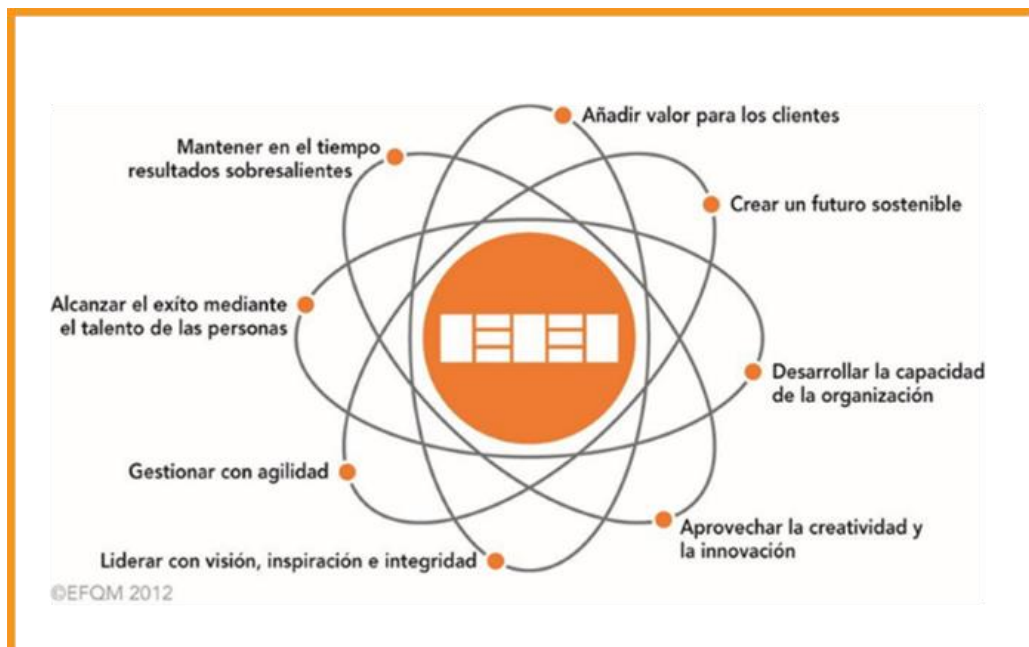 Añadir valor para los clientes
Mantener en el tiempo
resultados sobresalientes
Crear un futuro sostenible
Alcanzar el exíto mediante
el talento de las personas
Desarrollar la capacidad
de la organización
Gestionar con agilidad
Aprovechar la creatividad y
la innovación
Liderar con visión, inspiración e integridad
©EFQM 2012